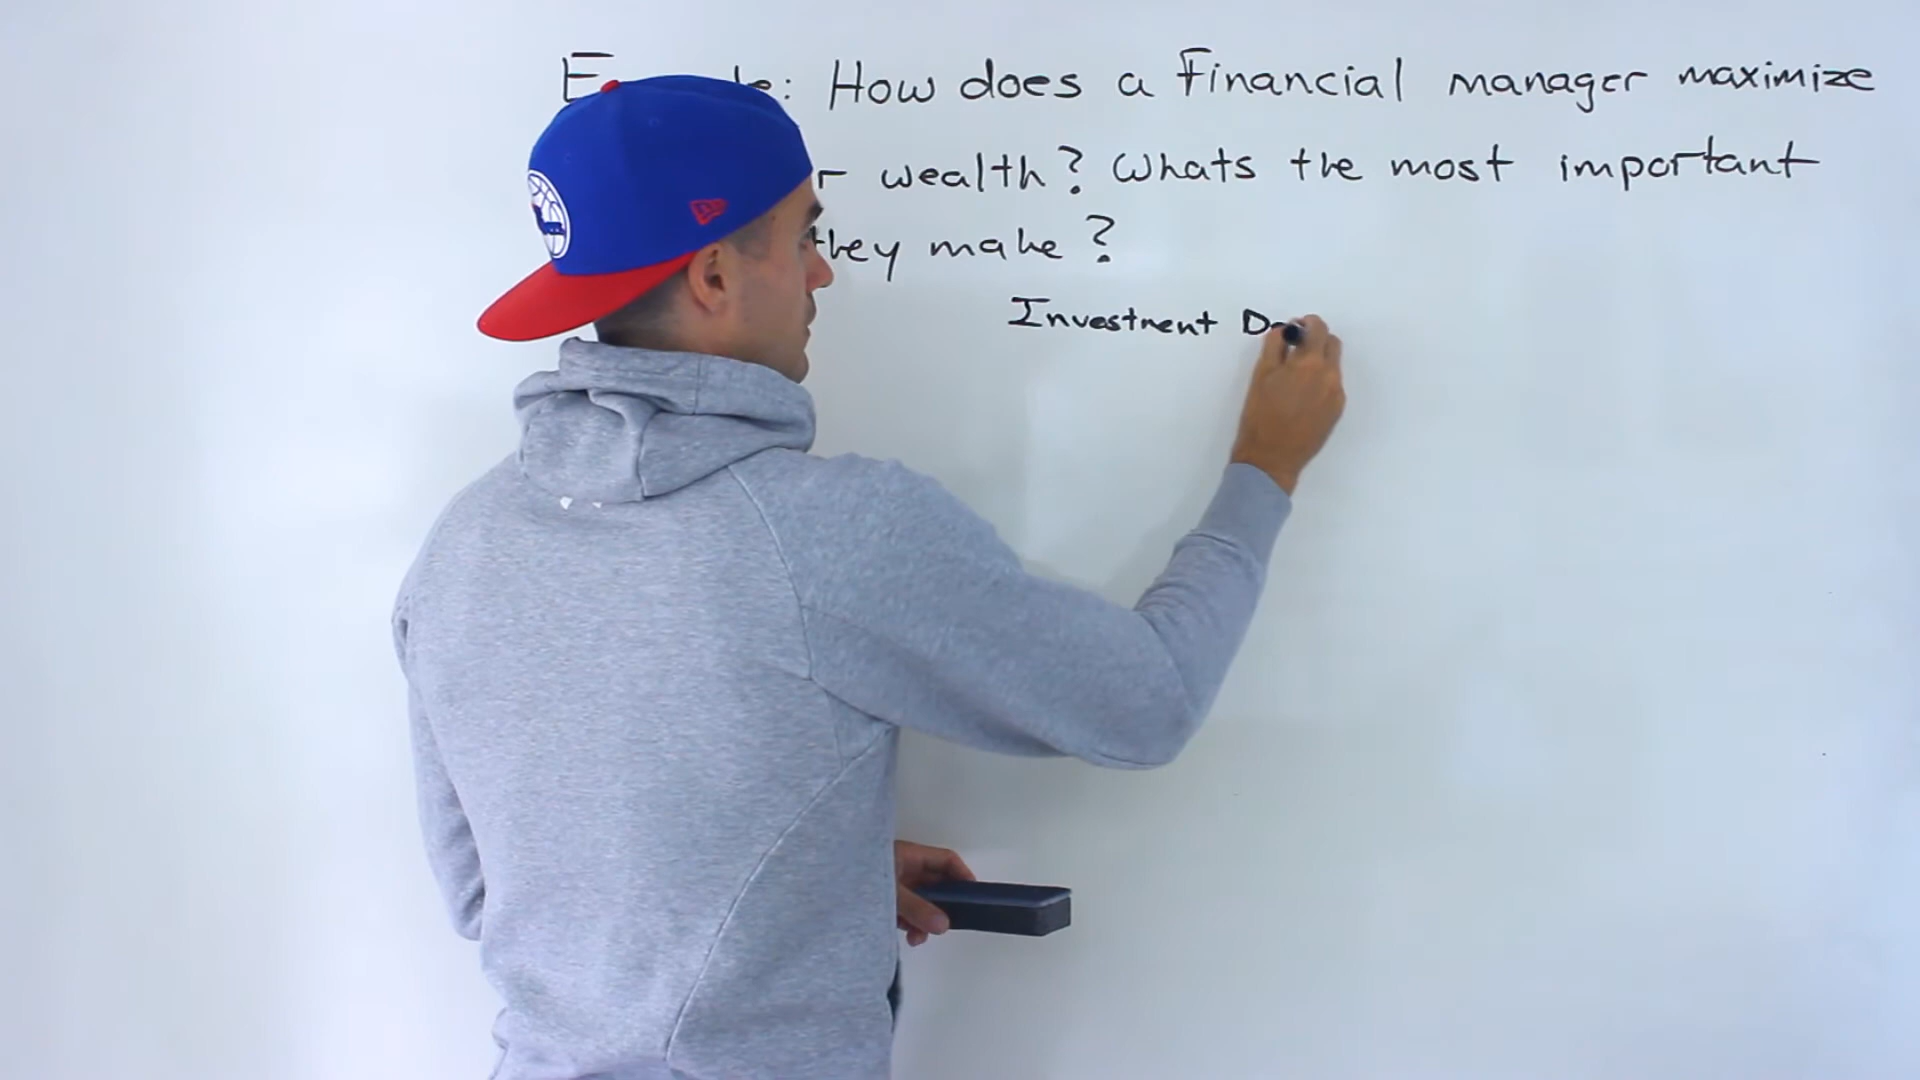 How does a Financial manager maximize
wealth? Whats the most important
they make?
Investment